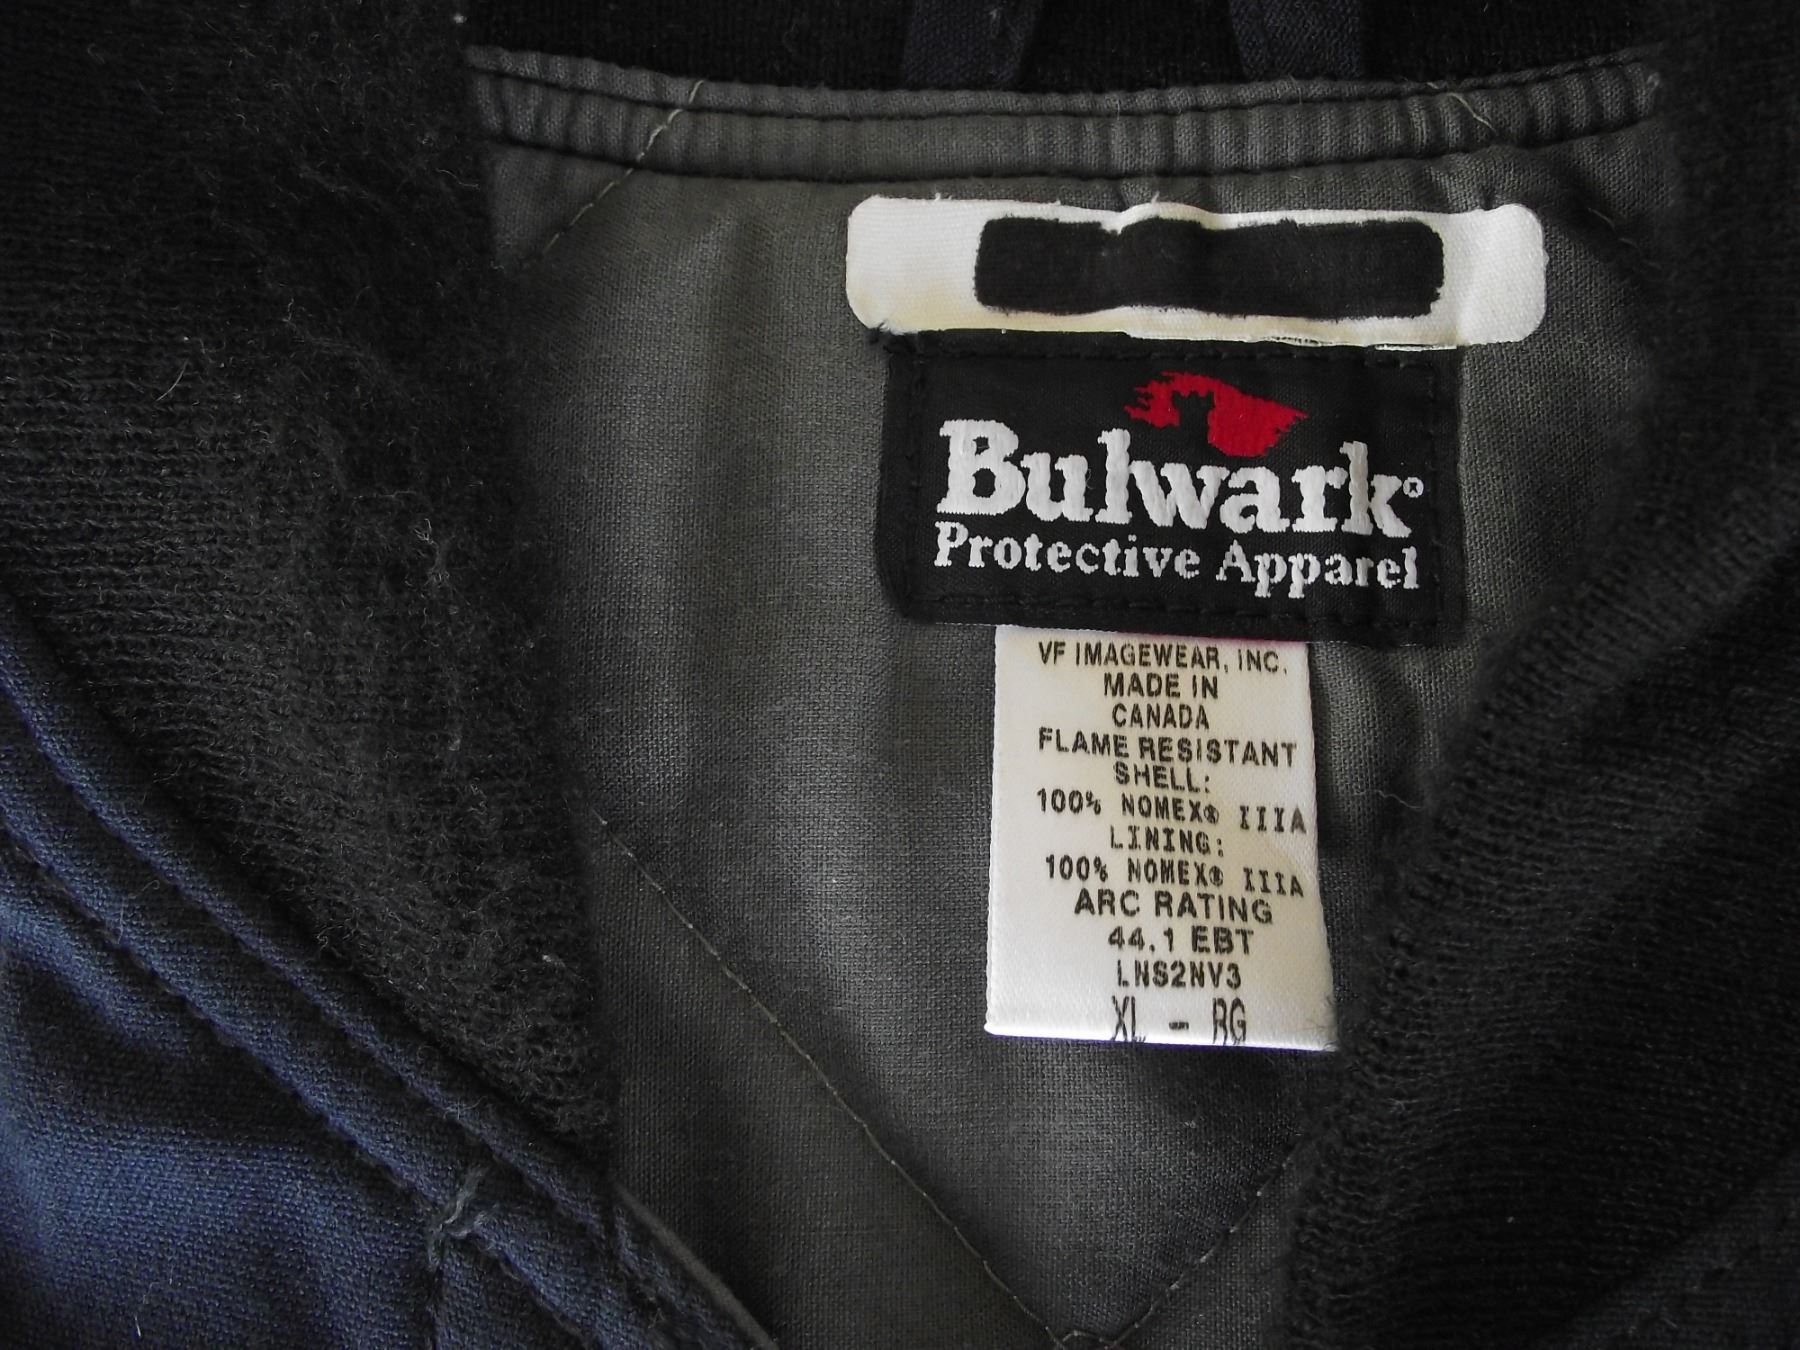 Bulwark®
Protective Apparel
VF IMAGEWEAR, INC.
MADE IN
CANADA
FLAME RESISTANT
SHELL:
100% NOMEX® IIIA
LINING:
100% NOMEX® IIIA
ARC RATING
44.1 EBT
LNS2NV3
XL - RG